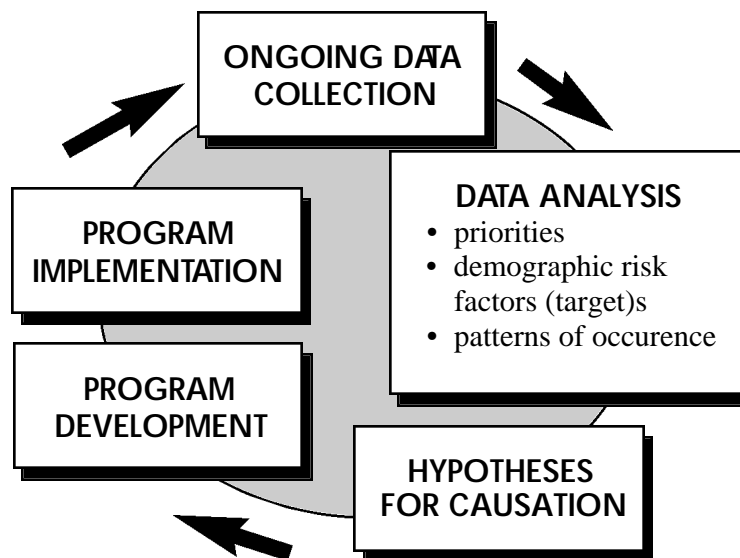 ONGOING DATA
COLLECTION
DATA ANALYSIS
• priorities
• demographic risk
factors (target)s
• patterns of occurence
HYPOTHESES
FOR CAUSATION
PROGRAM
DEVELOPMENT
PROGRAM
IMPLEMENTATION